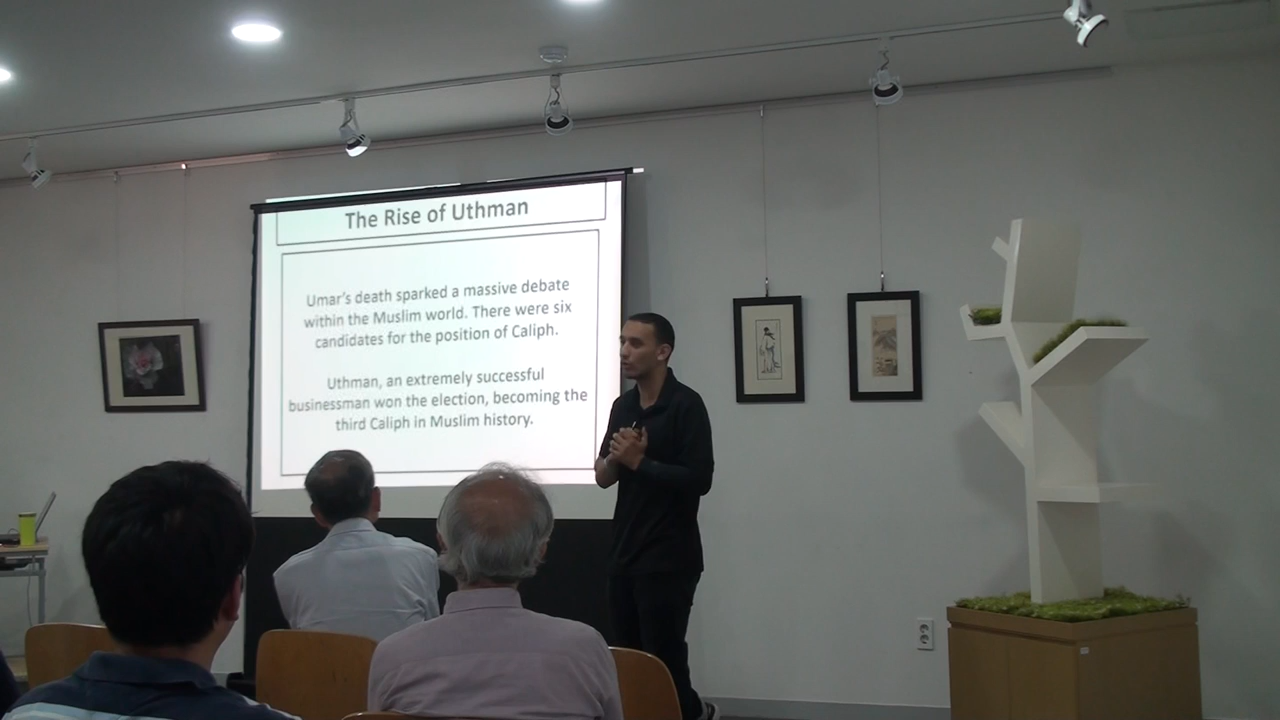 The Rise of Uthman
Umar's death sparked a massive debate
within the Muslim world. There were six
candidates for the position of Caliph.
Uthman, an extremely successful
businessman won the election, becoming the
third Caliph in Muslim history.